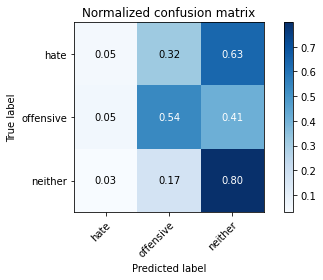 Normalized confusion matrix
True label
hate 0.05 0.32 0.63
offensive 0.05 0.54 0.41
neither 0.03 0.17 0.80
hate offensive neither
Predicted label
0.7
0.6
0.5
0.4
0.3
0.2
0.1